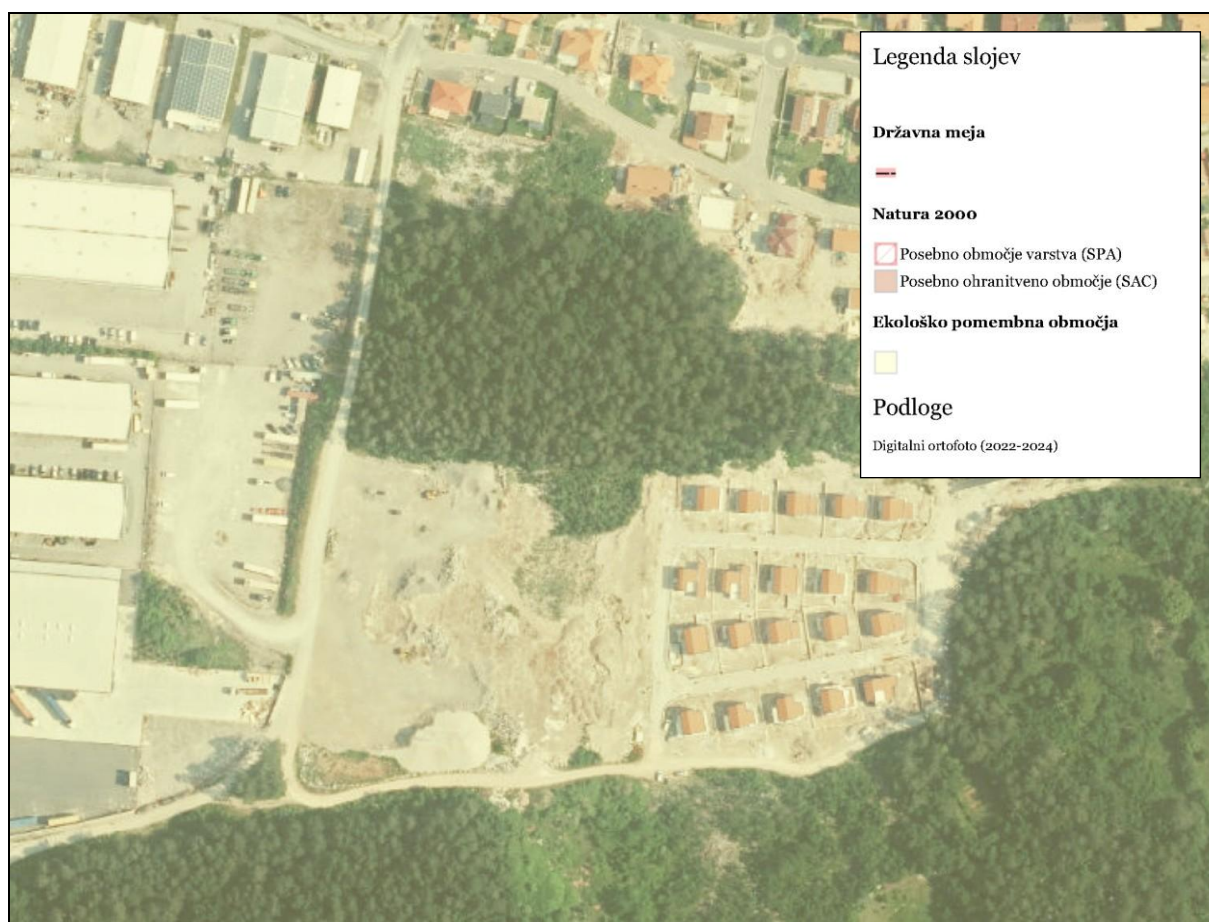 Legenda slojev
Državna meja
Natura 2000
Posebno območje varstva (SPA)
Posebno ohranitveno območje (SAC)
Ekološko pomembna območja
Podloge
Digitalni ortofoto (2022-2024)